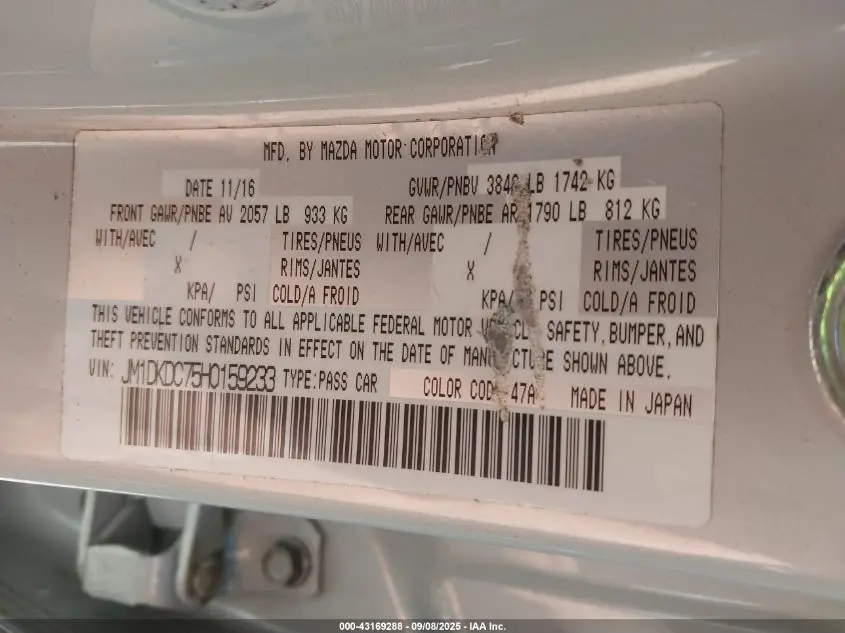 MFD. BY MAZDA MOTOR CORPORATION
DATE 11/16 GVWR/PNBV 3840 LB 1742 KG
FRONT GAWR/PNBE AV 2057 LB 933 KG REAR GAWR/PNBE AR 1790 LB 812 KG
WITH/AVEC / TIRES/PNEUS WITH/AVEC / TIRES/PNEUS
X RIMS/JANTES X RIMS/JANTES
KPA/ PSI COLD/A FROID KPA/ PSI COLD/A FROID
THIS VEHICLE CONFORMS TO ALL APPLICABLE FEDERAL MOTOR VEHICLE SAFETY, BUMPER, AND
THEFT PREVENTION STANDARDS IN EFFECT ON THE DATE OF MANUFACTURE SHOWN ABOVE.
VIN: JM1DKDC75H0159233 TYPE:PASS CAR COLOR CODE 47A MADE IN JAPAN
000-43169288 - 09/08/2025 - IAA Inc.